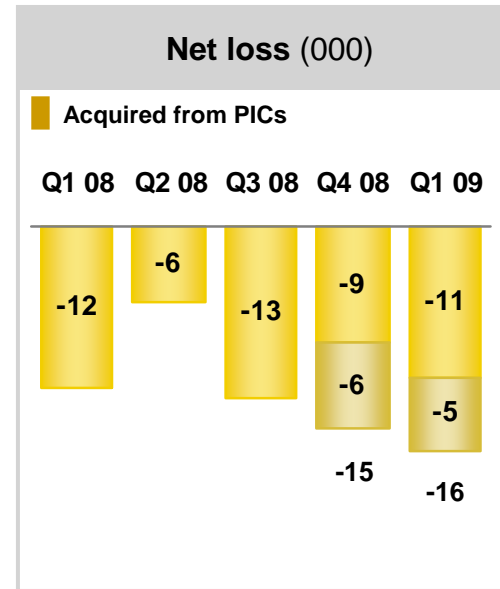 Net loss (000)
Acquired from PICs
Q1 08 Q2 08 Q3 08 Q4 08 Q1 09
-12 -6 -13 -9 -11
-6 -5
-15 -16